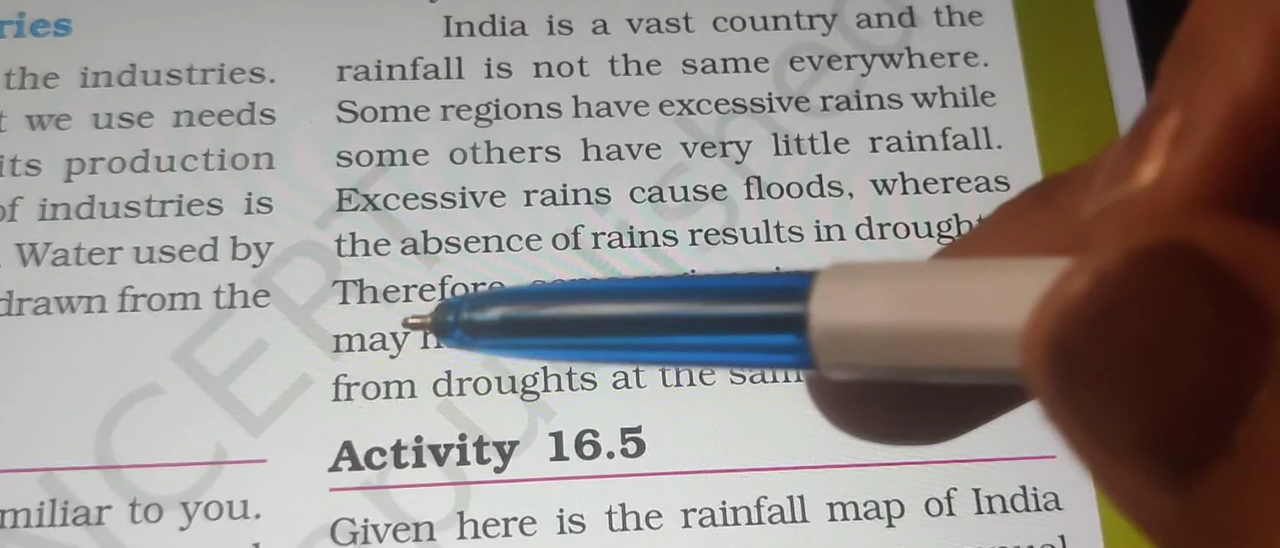 ries
the industries.
we use needs
its production
of industries is
Water used by
drawn from the
miliar to you.
India is a vast country and the
rainfall is not the same everywhere.
Some regions have excessive rains while
some others have very little rainfall.
Excessive rains cause floods, whereas
the absence of rains results in drought
Therefore,
may
from droughts at the
Activity 16.5
Given here is the rainfall map of India